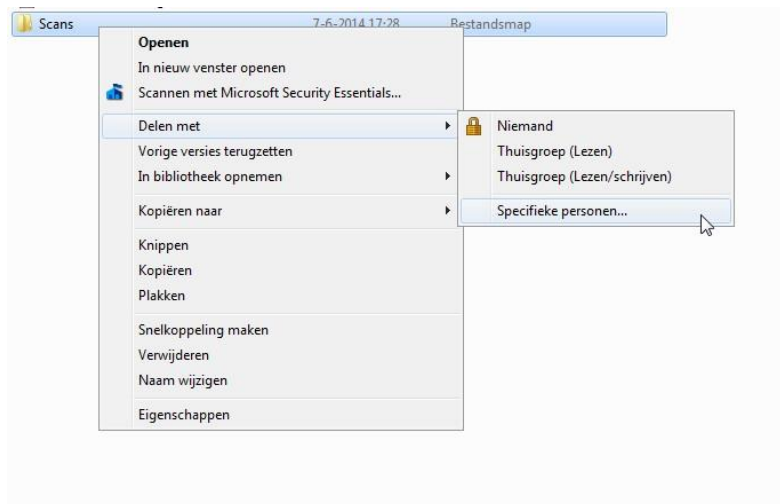 Scans 7-6-2014 17:28 Bestandsmap
Openen
In nieuw venster openen
Scannen met Microsoft Security Essentials...
Delen met
Vorige versies terugzetten
In bibliotheek opnemen
Kopiëren naar
Knippen
Kopiëren
Plakken
Snelkoppeling maken
Verwijderen
Naam wijzigen
Eigenschappen
Niemand
Thuisgroep (Lezen)
Thuisgroep (Lezen/schrijven)
Specifieke personen...